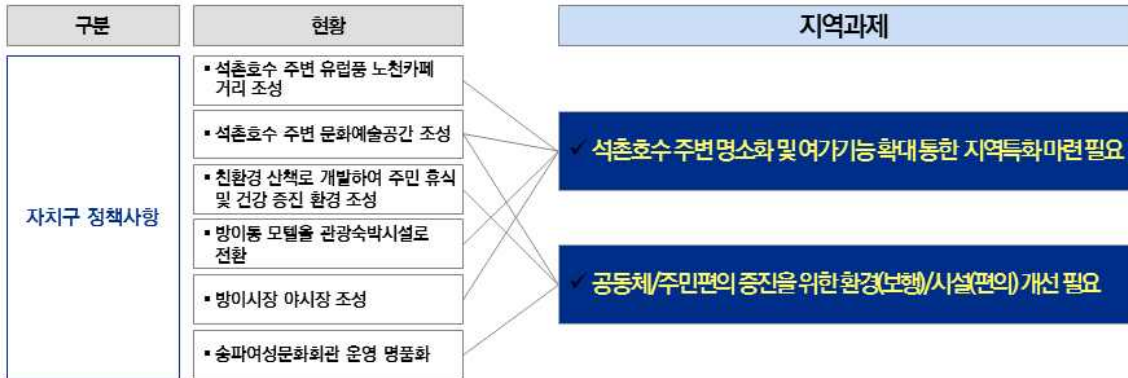 구분
현황
지역과제
자치구 정책사항
▪ 석촌호수 주변 유럽풍 노천카페
거리 조성
▪ 석촌호수 주변 문화예술공간 조성
▪ 친환경 산책로 개발하여 주민 휴식
및 건강 증진 환경 조성
▪ 방이동 모텔을 관광숙박시설로
전환
▪ 방이시장 야시장 조성
▪ 송파여성문화회관 운영 명품화
✓ 석촌호수 주변 명소화 및 여가기능 확대 통한 지역특화 마련 필요
✓ 공동체/주민편의 증진을 위한 환경(보행)/시설(편의) 개선 필요